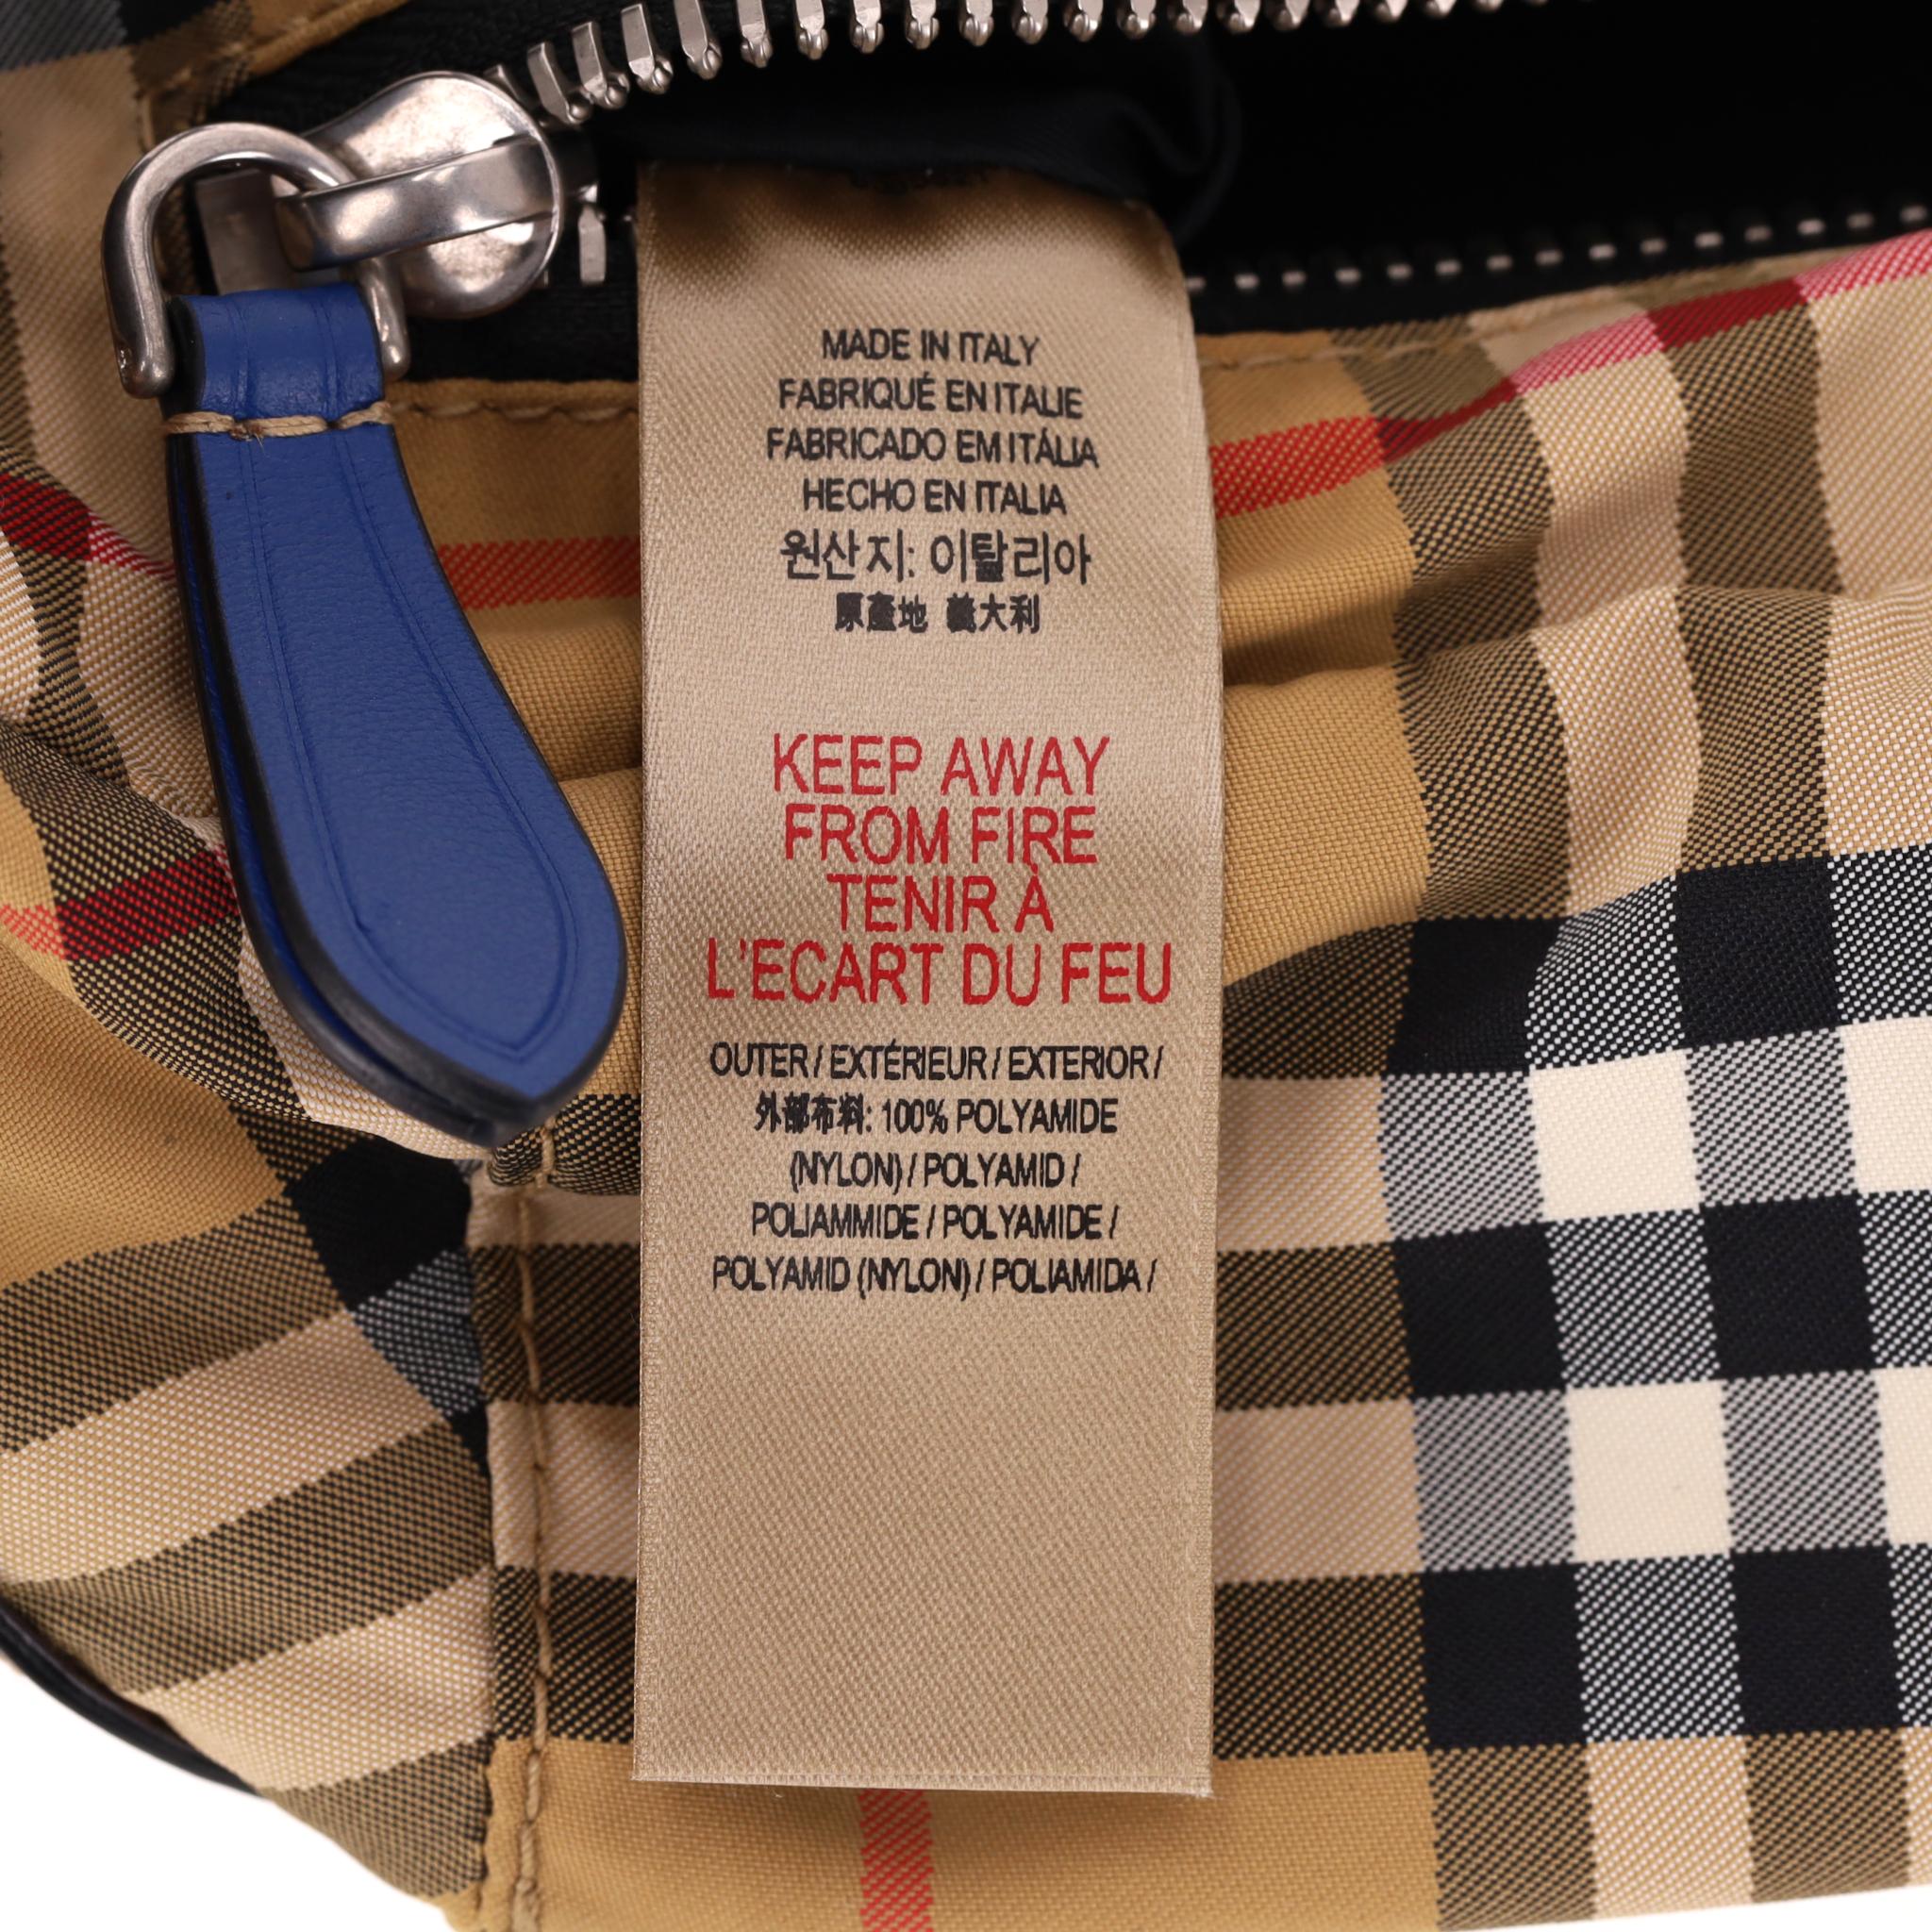 MADE IN ITALY
FABRIQUÉ EN ITALIE
FABRICADO EM ITÁLIA
HECHO EN ITALIA
원산지: 이탈리아
原產地 義大利
KEEP AWAY
FROM FIRE
TENIR À
L'ECART DU FEU
OUTER / EXTÉRIEUR / EXTERIOR /
外部布料: 100% POLYAMIDE
(NYLON) / POLYAMID /
POLIAMMIDE / POLYAMIDE /
POLYAMID (NYLON) / POLIAMIDA /